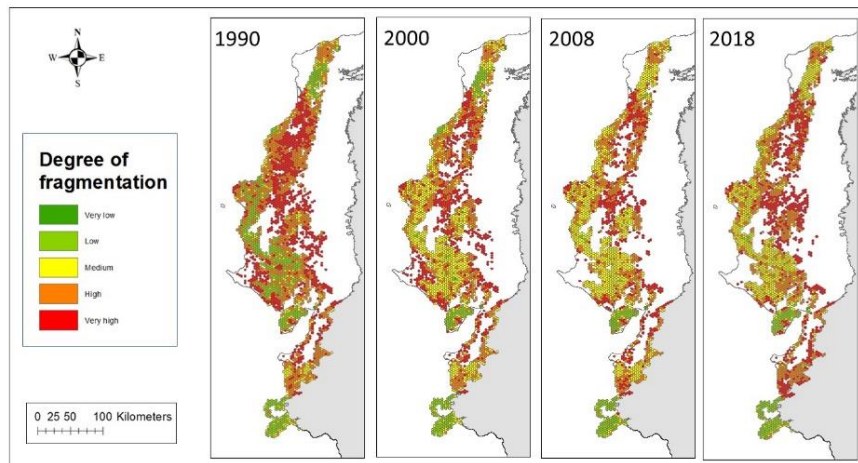 1990
2000
2008
2018
N
W E
S
Degree of
fragmentation
Very low
Low
Medium
High
Very high
0 25 50 100 Kilometers